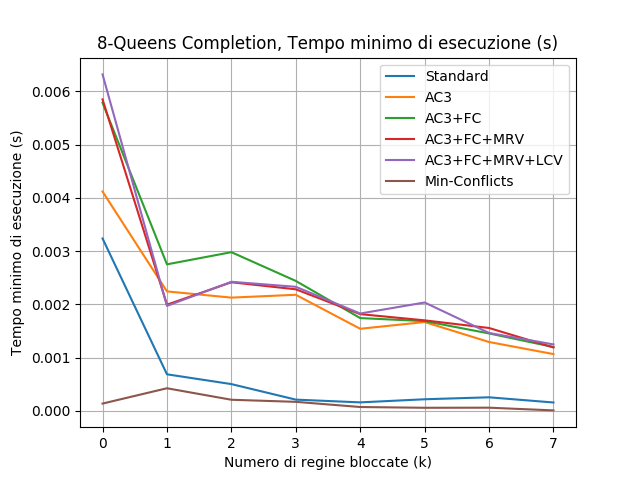 8-Queens Completion, Tempo minimo di esecuzione (s)
Standard
AC3
AC3+FC
AC3+FC+MRV
AC3+FC+MRV+LCV
Min-Conflicts
Tempo minimo di esecuzione (s)
0.006
0.005
0.004
0.003
0.002
0.001
0.000
0 1 2 3 4 5 6 7
Numero di regine bloccate (k)